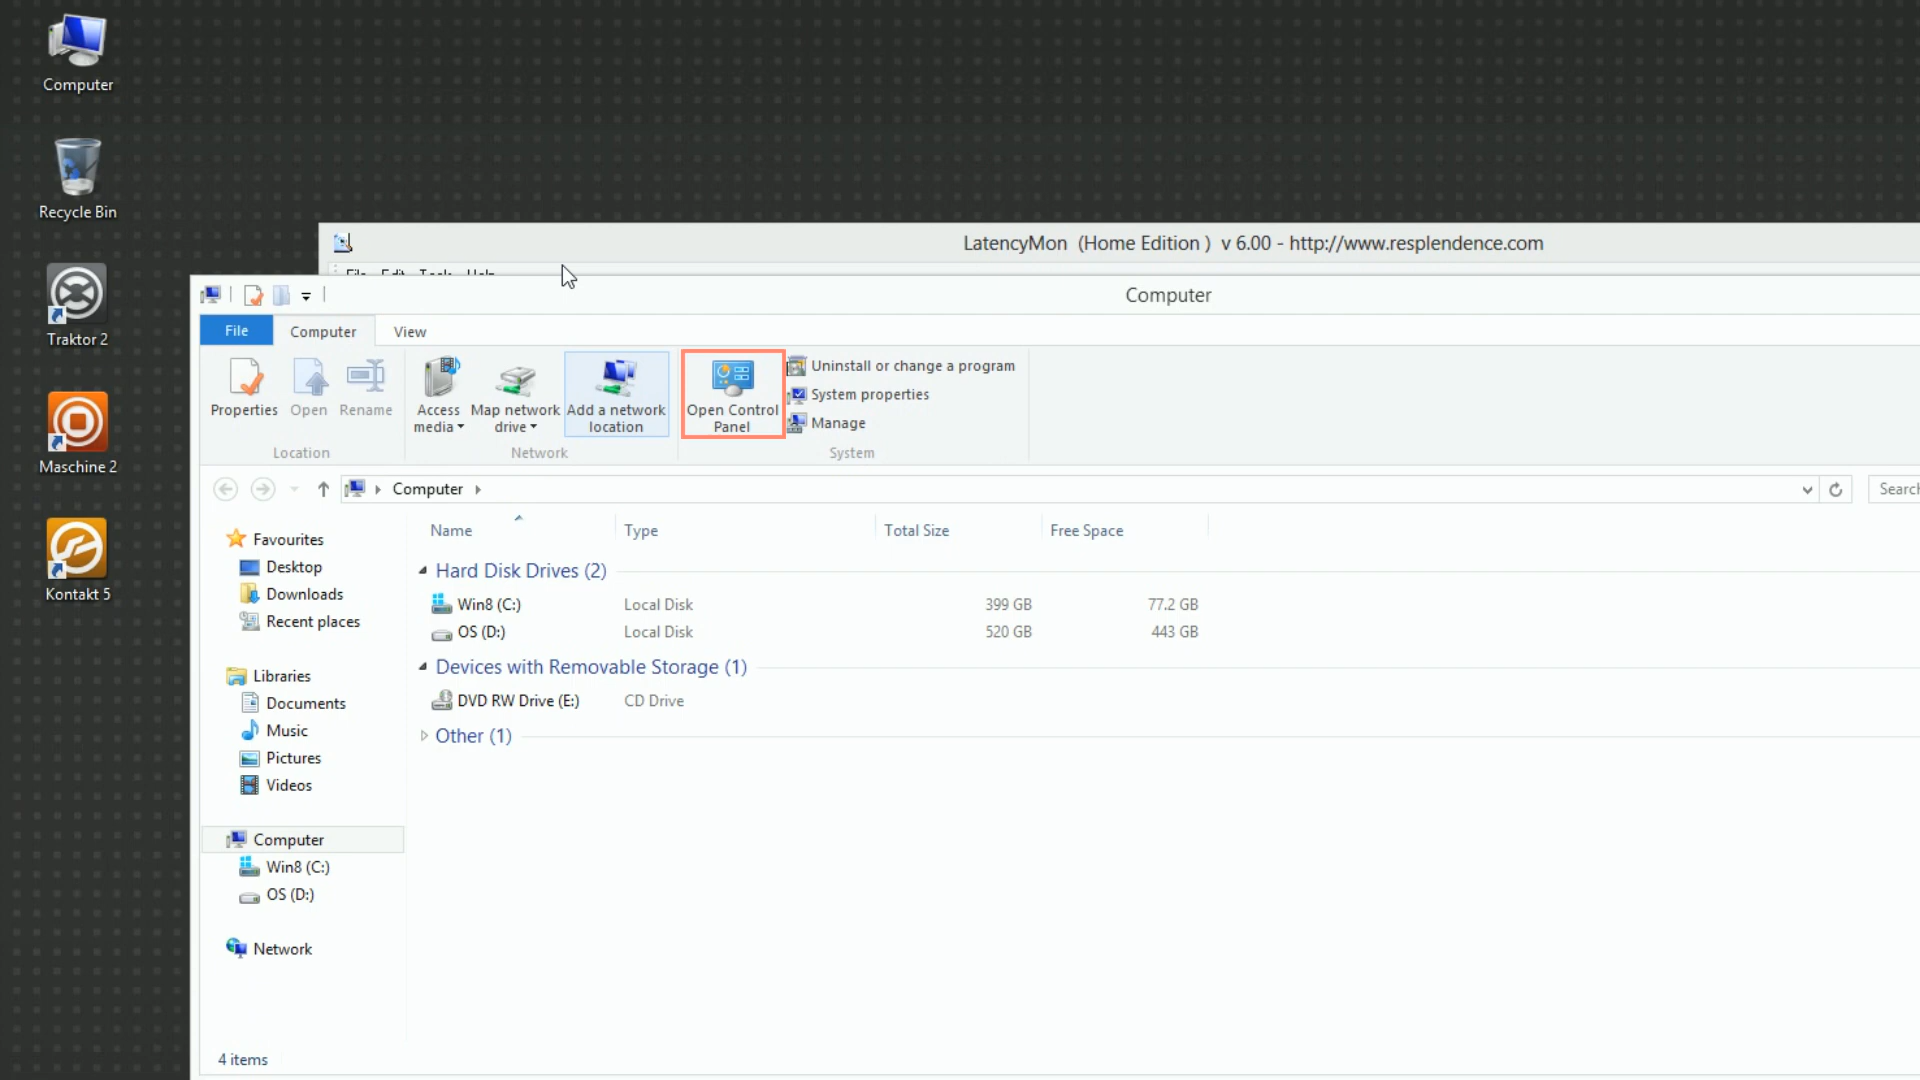 Computer
Recycle Bin
Traktor 2
Maschine 2
Kontakt 5
LatencyMon (Home Edition ) v 6.00 - http://www.resplendence.com
File Edit Tools Help
Computer
File Computer View
Properties Open Rename
Access media
Map network drive
Add a network location
Open Control Panel
Uninstall or change a program
System properties
Manage
Location Network System
Computer
Search
Name Type Total Size Free Space
Hard Disk Drives (2)
Win8 (C:) Local Disk 399 GB 77.2 GB
OS (D:) Local Disk 520 GB 443 GB
Devices with Removable Storage (1)
DVD RW Drive (E:) CD Drive
Other (1)
Favourites
Desktop
Downloads
Recent places
Libraries
Documents
Music
Pictures
Videos
Computer
Win8 (C:)
OS (D:)
Network
4 items